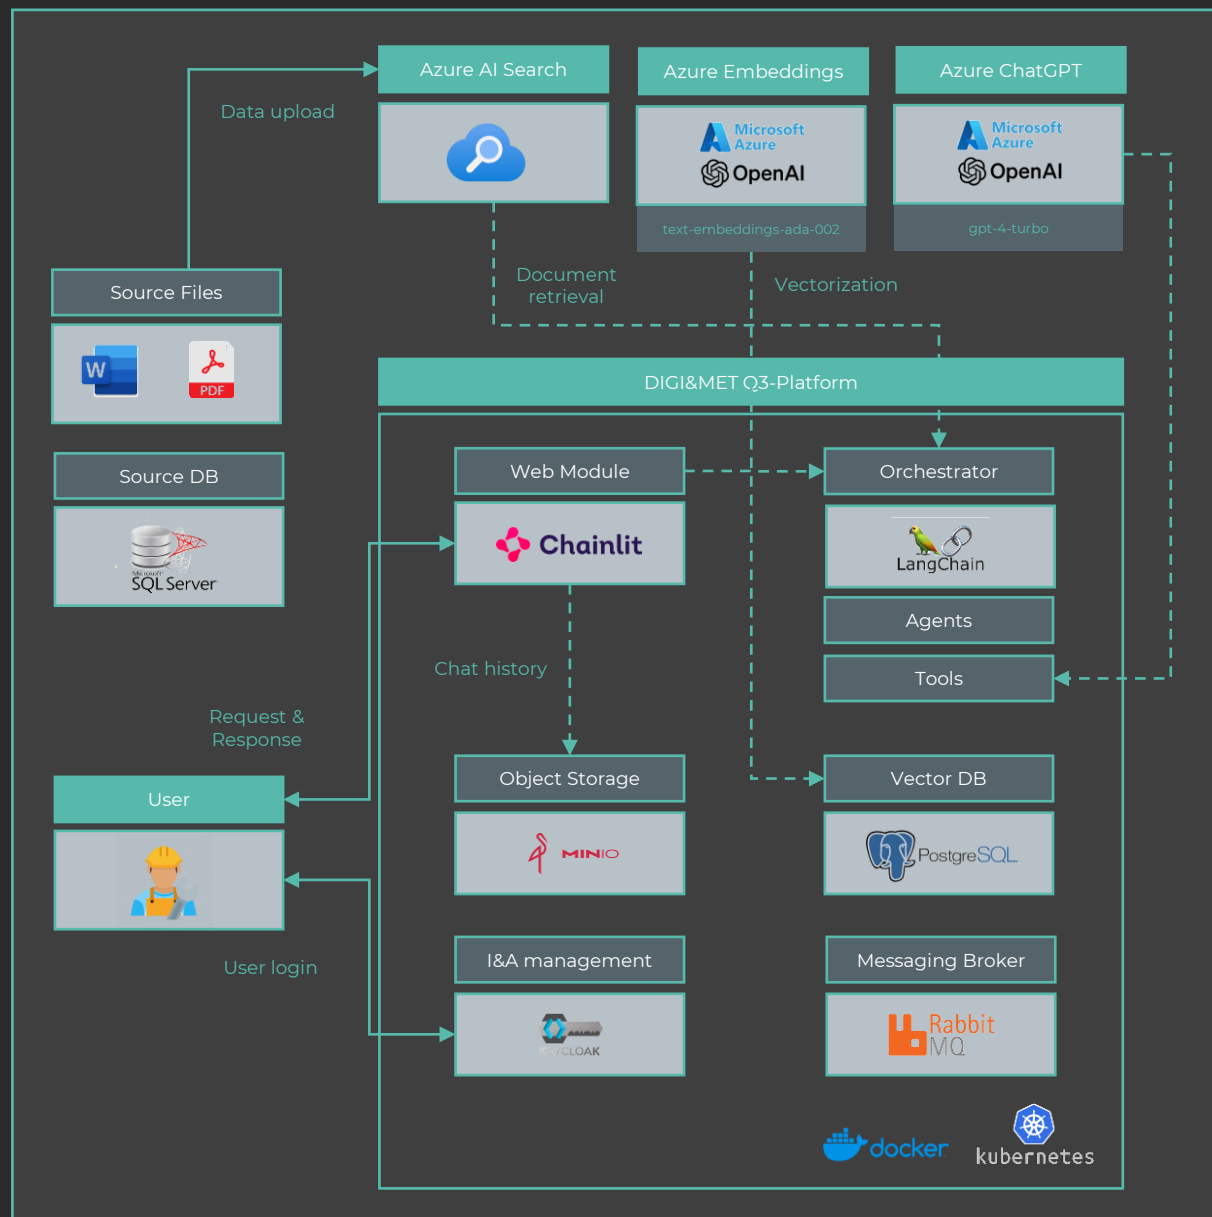 Azure AI Search
Azure Embeddings
Azure ChatGPT
Data upload
Microsoft
Azure
OpenAI
Microsoft
Azure
OpenAI
text-embeddings-ada-002
gpt-4-turbo
Document
retrieval
Vectorization
Source Files
W
PDF
DIGI&MET Q3-Platform
Source DB
Microsoft
SQL Server
Web Module
Orchestrator
Chainlit
LangChain
Agents
Chat history
Tools
Request &
Response
User
Object Storage
Vector DB
MINIO
PostgreSQL
User login
I&A management
Messaging Broker
KEYCLOAK
Rabbit
MQ
docker
kubernetes